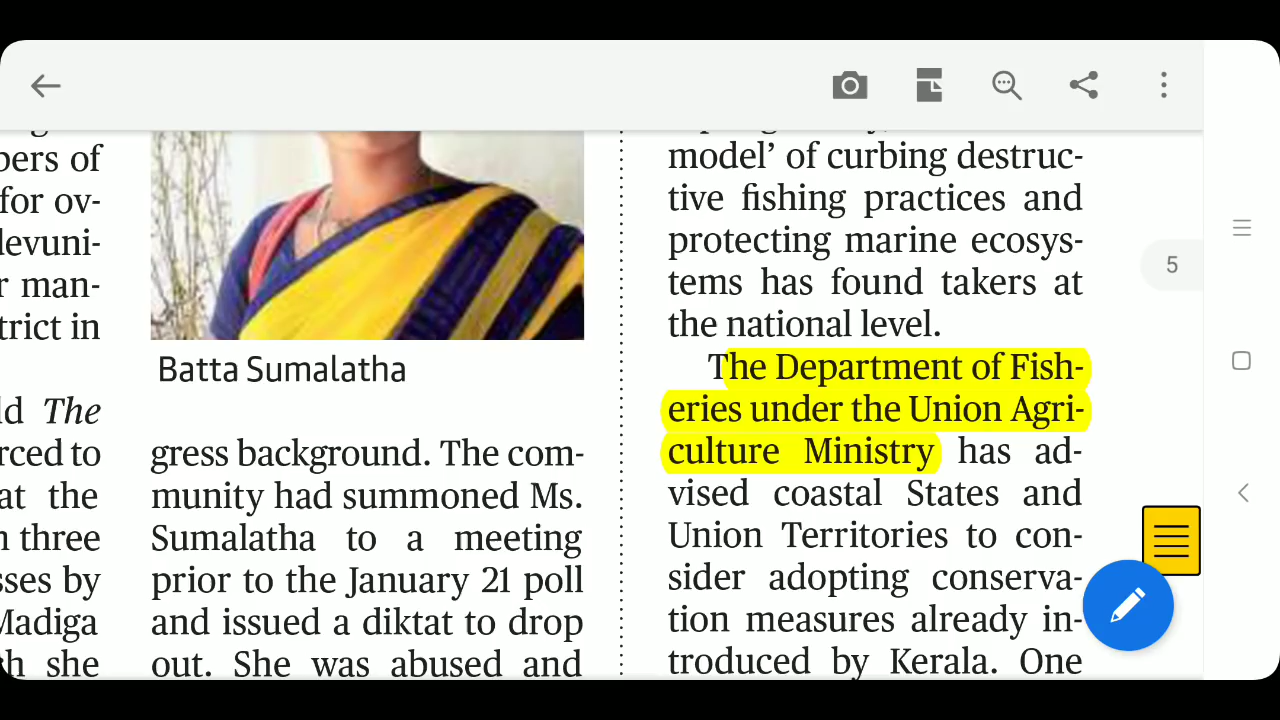 bers of
for ov-
devuni-
r man-
trict in
ld The
rced to
at the
n three
sses by
Madiga
ch she
Batta Sumalatha
gress background. The com-
munity had summoned Ms.
Sumalatha to a meeting
prior to the January 21 poll
and issued a diktat to drop
out. She was abused and
model’ of curbing destruc-
tive fishing practices and
protecting marine ecosys-
tems has found takers at
the national level.
The Department of Fish-
eries under the Union Agri-
culture Ministry has ad-
vised coastal States and
Union Territories to con-
sider adopting conserva-
tion measures already in-
troduced by Kerala. One
5